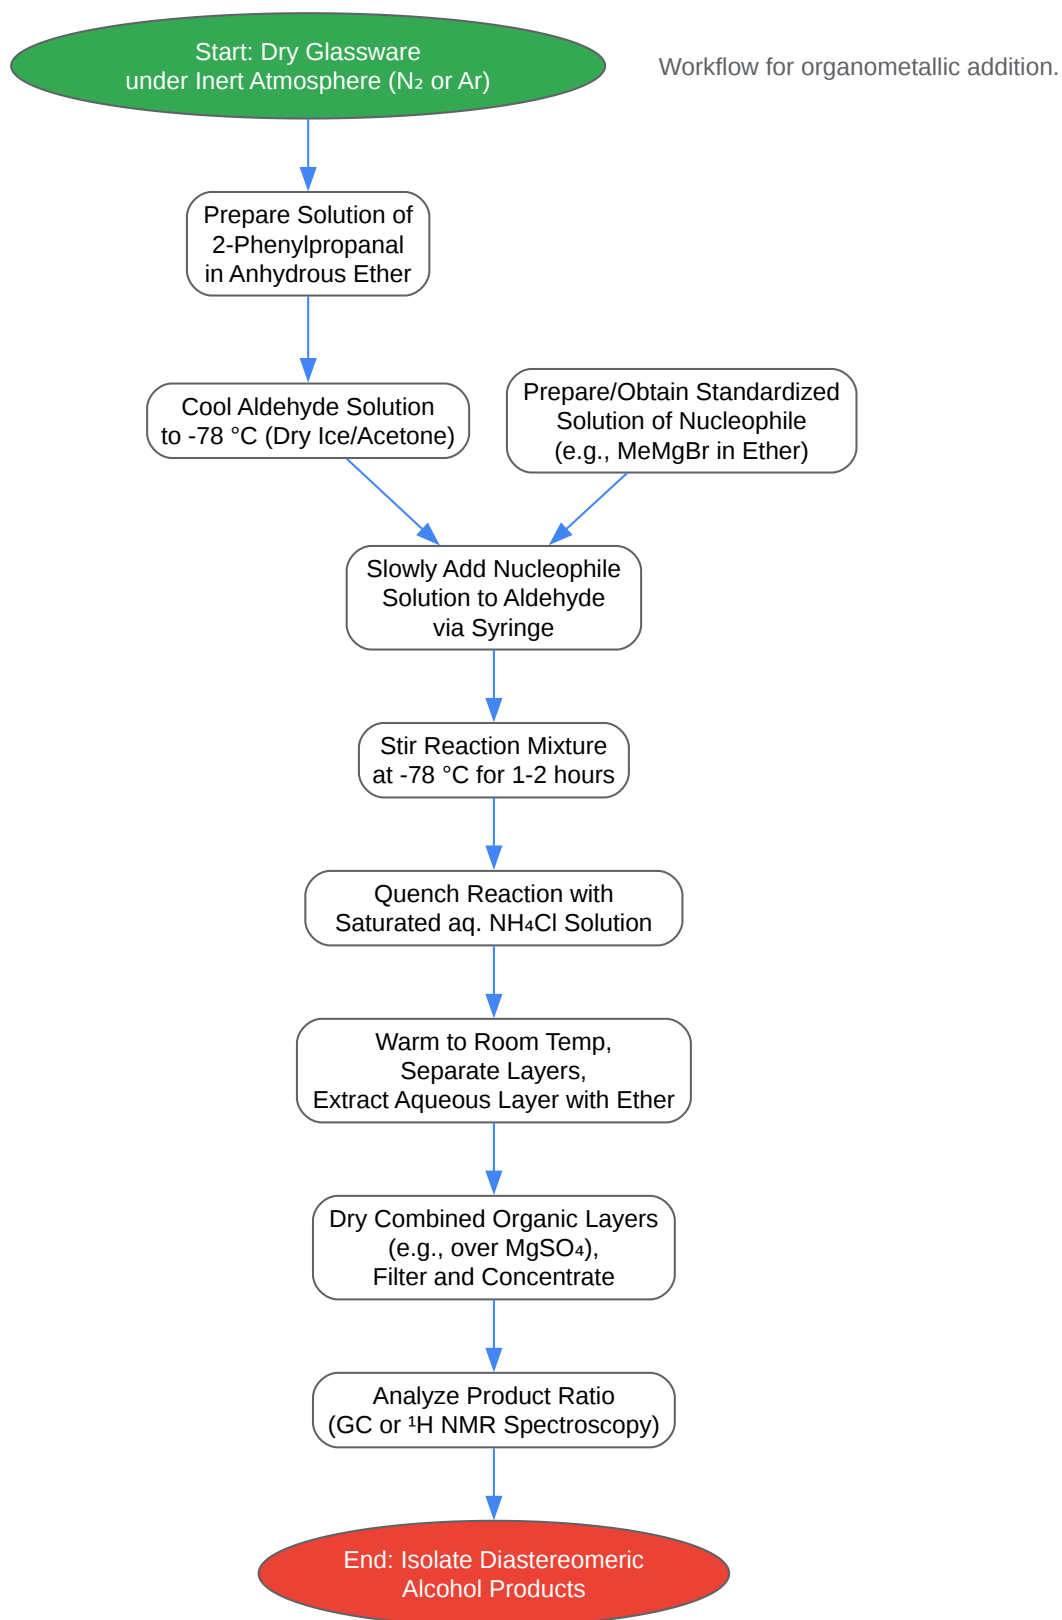 Start: Dry Glassware
under Inert Atmosphere (N₂ or Ar)
Workflow for organometallic addition.
Prepare Solution of
2-Phenylpropanal
in Anhydrous Ether
Cool Aldehyde Solution
to -78 °C (Dry Ice/Acetone)
Prepare/Obtain Standardized
Solution of Nucleophile
(e.g., MeMgBr in Ether)
Slowly Add Nucleophile
Solution to Aldehyde
via Syringe
Stir Reaction Mixture
at -78 °C for 1-2 hours
Quench Reaction with
Saturated aq. NH₄Cl Solution
Warm to Room Temp,
Separate Layers,
Extract Aqueous Layer with Ether
Dry Combined Organic Layers
(e.g., over MgSO₄),
Filter and Concentrate
Analyze Product Ratio
(GC or ¹H NMR Spectroscopy)
End: Isolate Diastereomeric
Alcohol Products